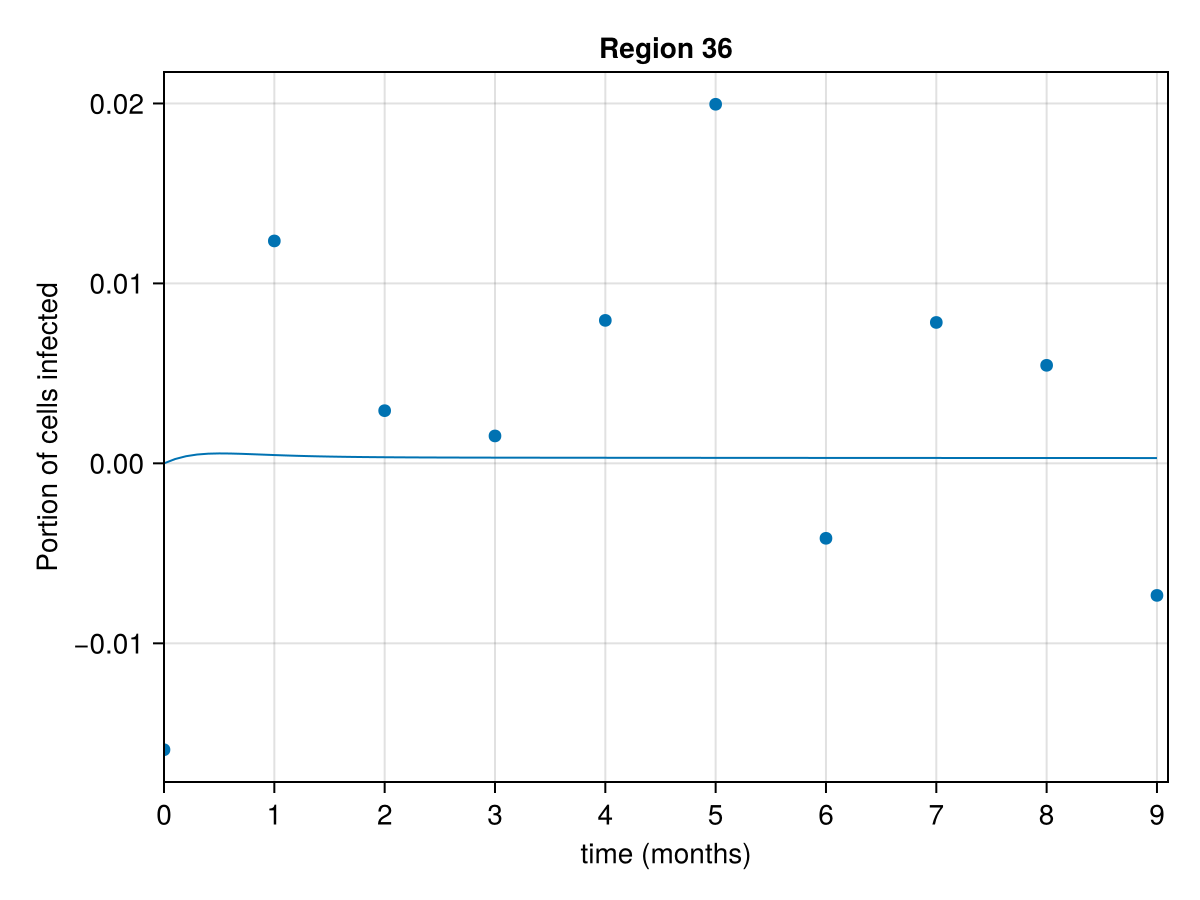 Region 36
0.02
0.01
0.00
−0.01
Portion of cells infected
0 1 2 3 4 5 6 7 8 9
time (months)